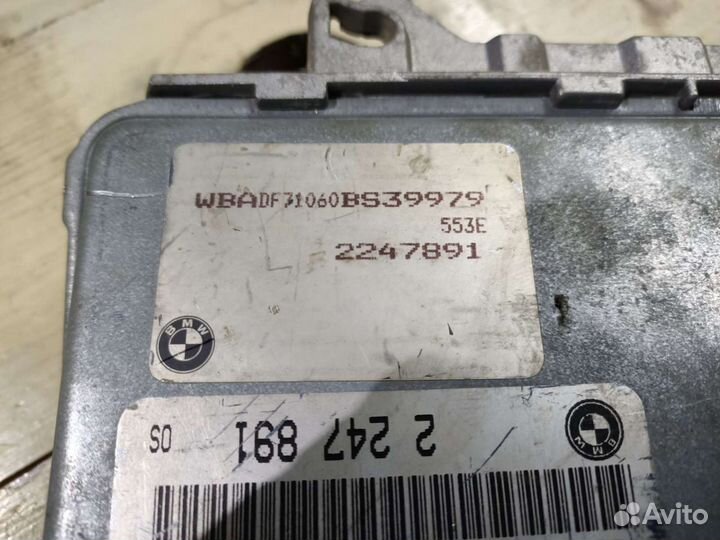 WBADF71060BS39979
553E
2247891
BMW
BMW
2 247 891 OS
Avito